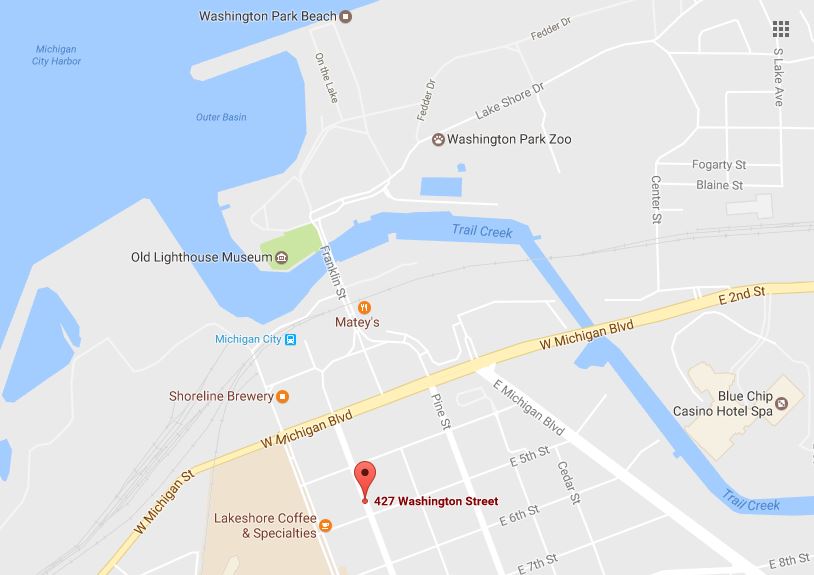 Washington Park Beach
Fedder Dr
Michigan
City Harbor
On the Lake
S Lake Ave
Fedder Dr
Lake Shore Dr
Outer Basin
Washington Park Zoo
Fogarty St
Blaine St
Center St
Trail Creek
Old Lighthouse Museum
Franklin St
E 2nd St
Matey's
W Michigan Blvd
Michigan City
Shoreline Brewery
Pine St
E Michigan Blvd
Blue Chip
Casino Hotel Spa
W Michigan Blvd
E 5th St
Cedar St
W Michigan St
427 Washington Street
Trail Creek
Lakeshore Coffee
& Specialties
E 6th St
E 7th St
E 8th St